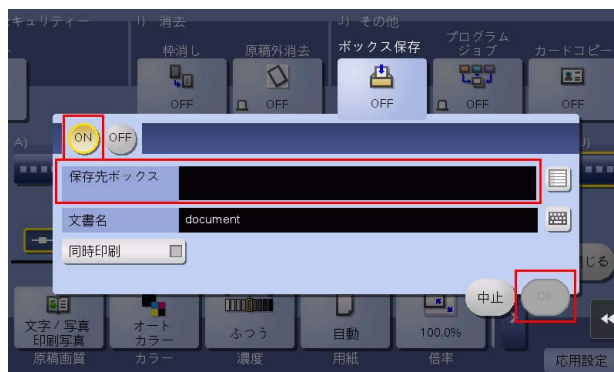 キュリティー I) 消去 J) その他
枠消し 原稿外消去 ボックス保存 プログラム
ジョブ カードコピー
OFF OFF OFF OFF OFF
A) ON OFF J)
保存先ボックス
文書名 document
同時印刷
中止 OK 閉じる
文字/写真
印刷写真 オート
カラー ふつう 自動 100.0%
原稿画質 カラー 濃度 用紙 倍率 応用設定